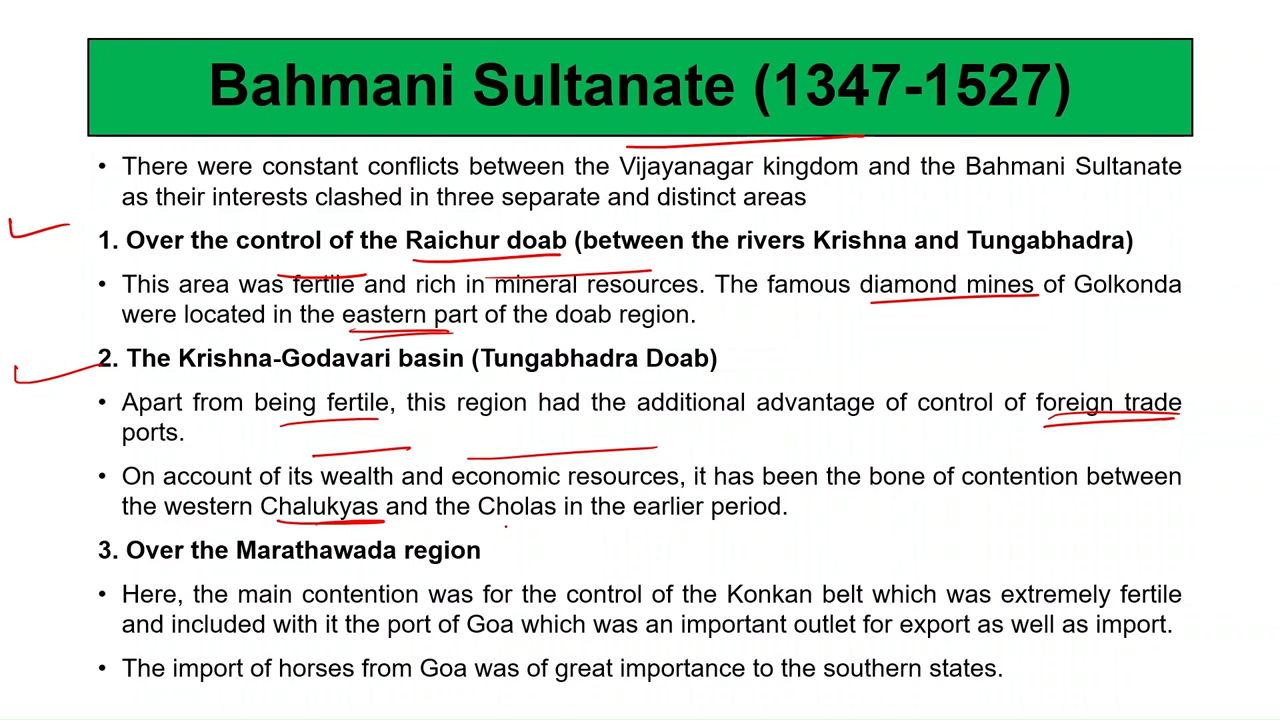 Bahmani Sultanate (1347-1527)
• There were constant conflicts between the Vijayanagar kingdom and the Bahmani Sultanate
as their interests clashed in three separate and distinct areas
1. Over the control of the Raichur doab (between the rivers Krishna and Tungabhadra)
• This area was fertile and rich in mineral resources. The famous diamond mines of Golkonda
were located in the eastern part of the doab region.
2. The Krishna-Godavari basin (Tungabhadra Doab)
• Apart from being fertile, this region had the additional advantage of control of foreign trade
ports.
• On account of its wealth and economic resources, it has been the bone of contention between
the western Chalukyas and the Cholas in the earlier period.
3. Over the Marathawada region
• Here, the main contention was for the control of the Konkan belt which was extremely fertile
and included with it the port of Goa which was an important outlet for export as well as import.
• The import of horses from Goa was of great importance to the southern states.